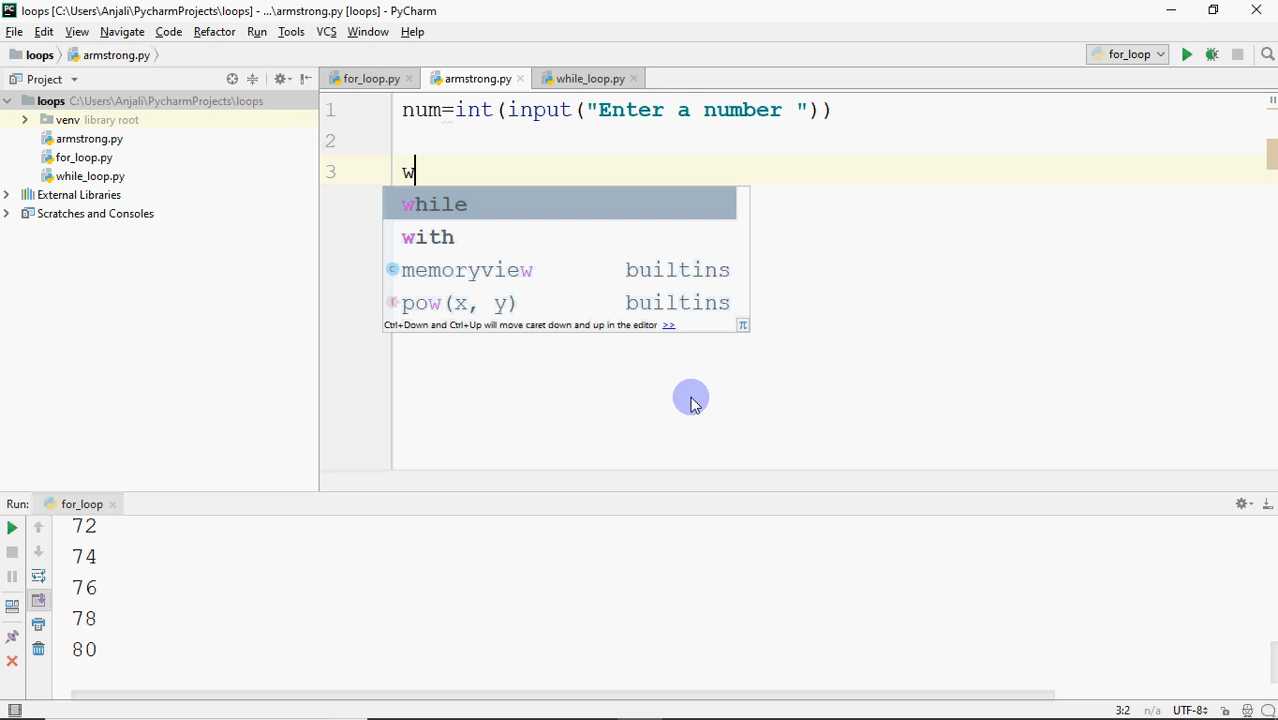 loops [C:\Users\Anjali\PycharmProjects\loops] - ...\armstrong.py [loops] - PyCharm
File Edit View Navigate Code Refactor Run Tools VCS Window Help
loops armstrong.py for_loop
Project for_loop.py armstrong.py while_loop.py
loops C:\Users\Anjali\PycharmProjects\loops
venv library root
armstrong.py
for_loop.py
while_loop.py
External Libraries
Scratches and Consoles
1 num=int(input("Enter a number "))
2
3 w
while
with
memoryview builtins
pow(x, y) builtins
Ctrl+Down and Ctrl+Up will move caret down and up in the editor >> π
Run: for_loop
72
74
76
78
80
3:2 n/a UTF-8